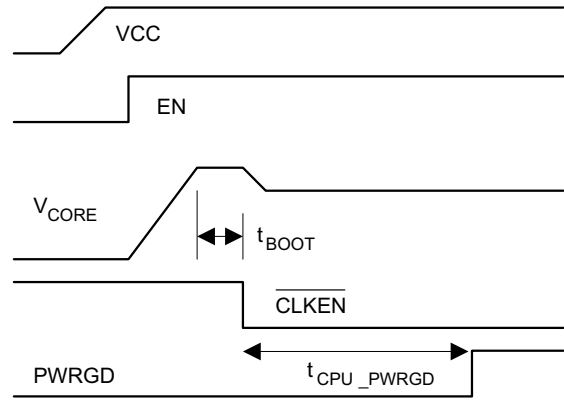 VCC
EN
VCORE
tBOOT
CLKEN
PWRGD
tCPU_PWRGD